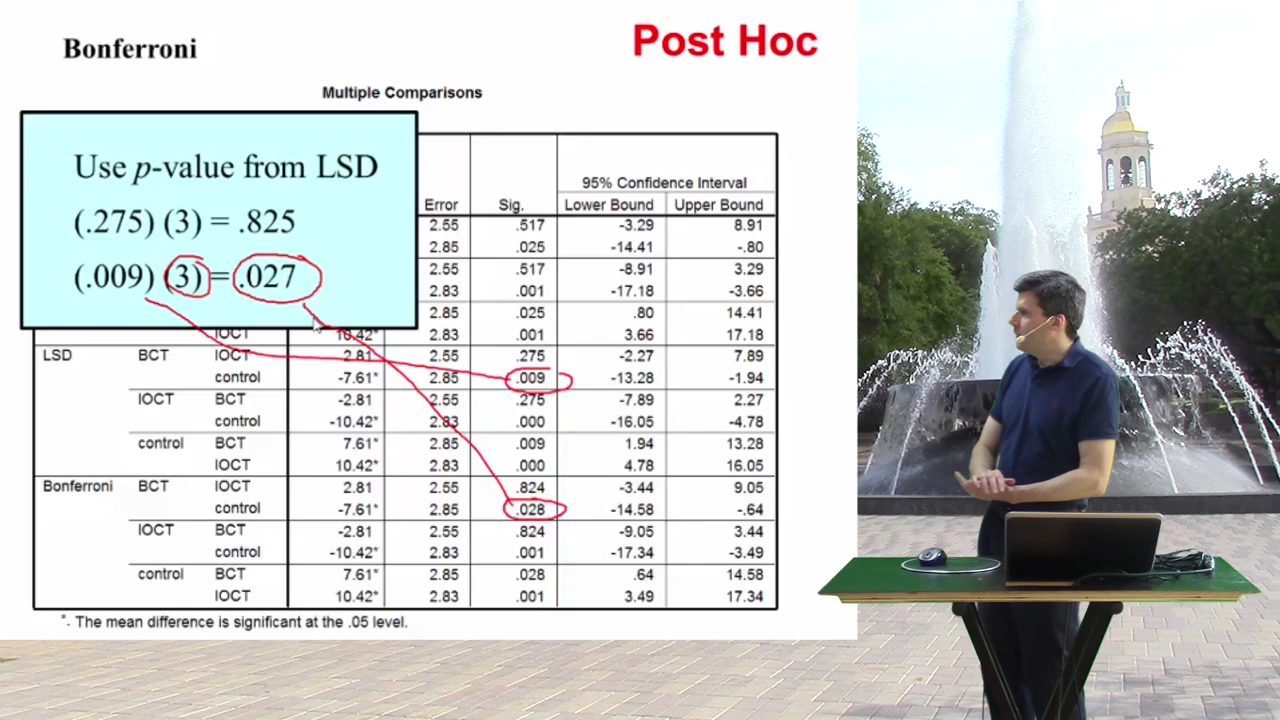 Bonferroni
Post Hoc
Multiple Comparisons
Use p-value from LSD
(.275) (3) = .825
(.009) (3) = .027
95% Confidence Interval
Error Sig. Lower Bound Upper Bound
2.55 .517 -3.29 8.91
2.85 .025 -14.41 -.80
2.55 .517 -8.91 3.29
2.83 .001 -17.18 -3.66
2.85 .025 .80 14.41
IOCT 10.42* 2.83 .001 3.66 17.18
LSD BCT IOCT 2.81 2.55 .275 -2.27 7.89
control -7.61* 2.85 .009 -13.28 -1.94
IOCT BCT -2.81 2.55 .275 -7.89 2.27
control -10.42* 2.83 .000 -16.05 -4.78
control BCT 7.61* 2.85 .009 1.94 13.28
IOCT 10.42* 2.83 .000 4.78 16.05
Bonferroni BCT IOCT 2.81 2.55 .824 -3.44 9.05
control -7.61* 2.85 .028 -14.58 -.64
IOCT BCT -2.81 2.55 .824 -9.05 3.44
control -10.42* 2.83 .001 -17.34 -3.49
control BCT 7.61* 2.85 .028 .64 14.58
IOCT 10.42* 2.83 .001 3.49 17.34
*. The mean difference is significant at the .05 level.